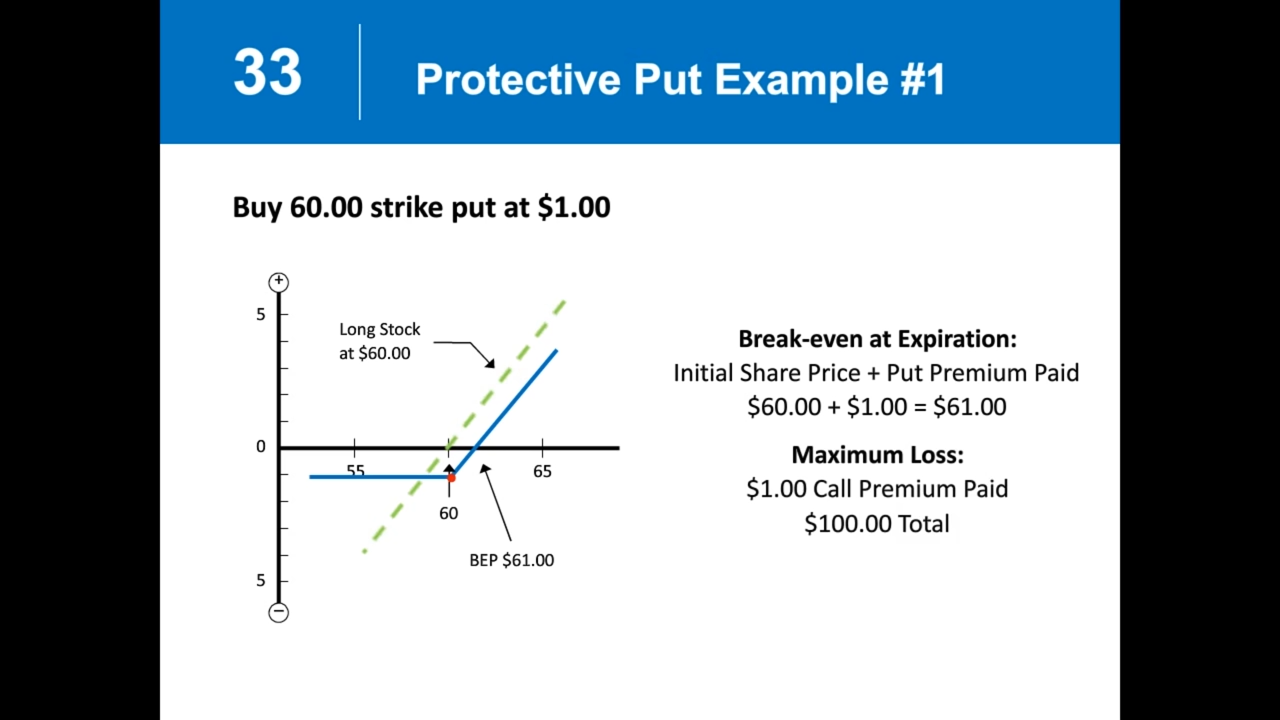 33
Protective Put Example #1
Buy 60.00 strike put at $1.00
+
5
Long Stock
at $60.00
0
55
65
60
BEP $61.00
5
−
Break-even at Expiration:
Initial Share Price + Put Premium Paid
$60.00 + $1.00 = $61.00
Maximum Loss:
$1.00 Call Premium Paid
$100.00 Total